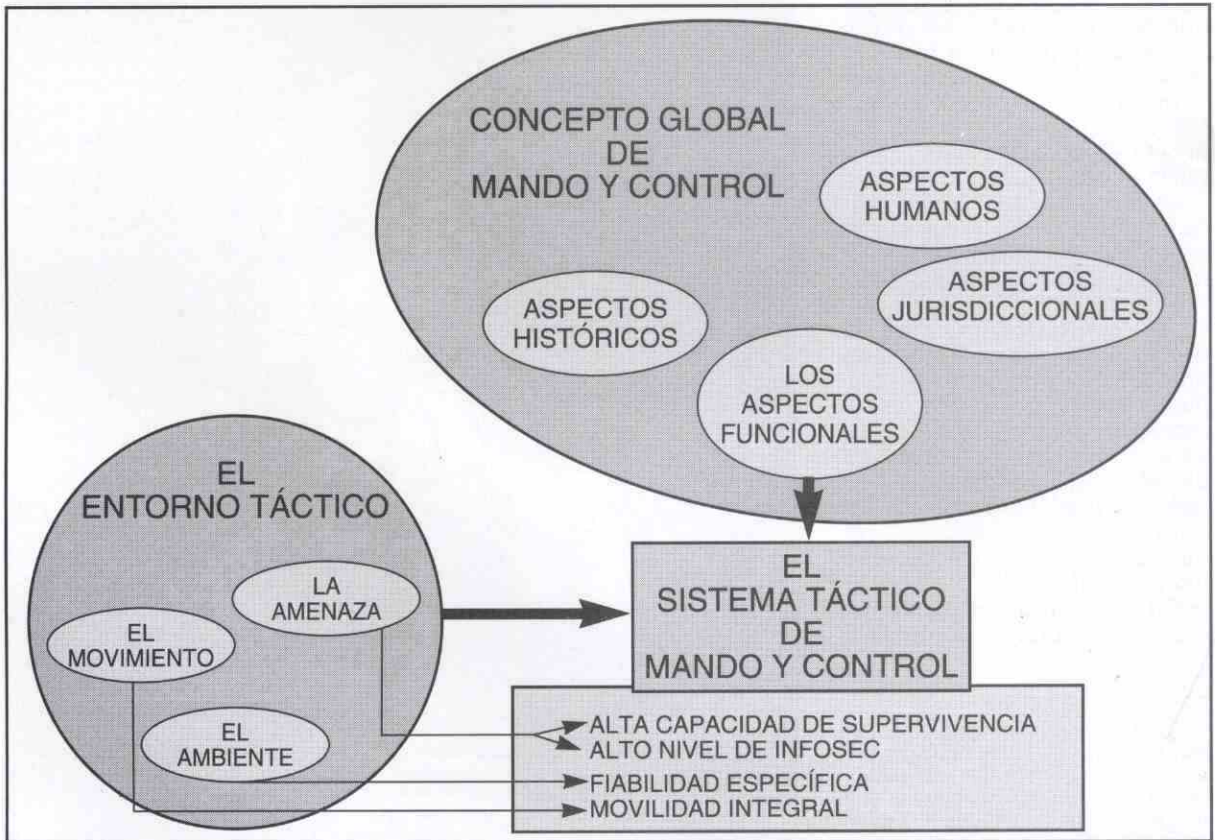 CONCEPTO GLOBAL
DE
MANDO Y CONTROL
ASPECTOS
HUMANOS
ASPECTOS
JURISDICCIONALES
ASPECTOS
HISTÓRICOS
LOS
ASPECTOS
FUNCIONALES
EL
ENTORNO TÁCTICO
LA
AMENAZA
EL
MOVIMIENTO
EL
AMBIENTE
EL
SISTEMA TÁCTICO
DE
MANDO Y CONTROL
ALTA CAPACIDAD DE SUPERVIVENCIA
ALTO NIVEL DE INFOSEC
FIABILIDAD ESPECÍFICA
MOVILIDAD INTEGRAL